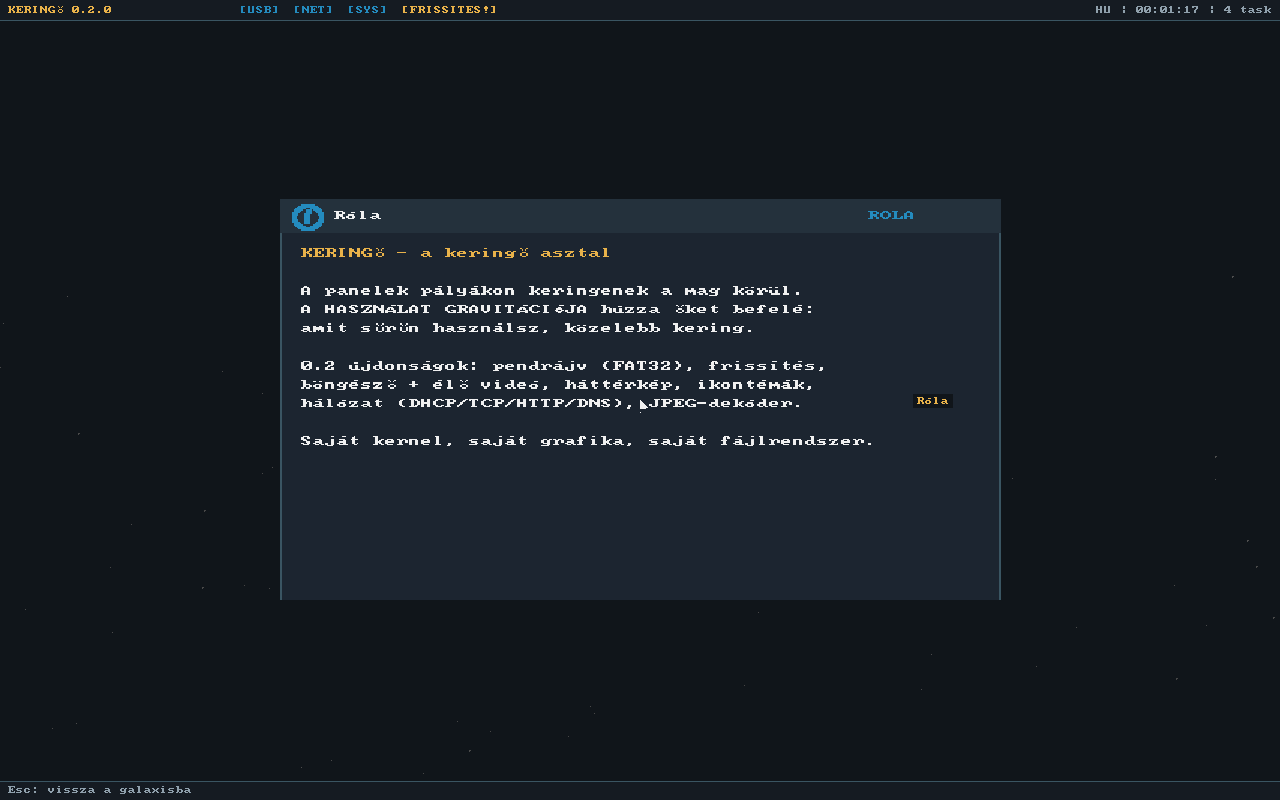 KERINGŐ 0.2.0 [USB] [NET] [SYS] [FRISSITES!] HU | 00:01:17 | 4 task
Róla ROLA
KERINGŐ - a keringő asztal
A panelek pályákon keringenek a mag körül.
A HASZNÁLAT GRAVITÁCIÓJA húzza őket befelé:
amit sűrűn használsz, közelebb kering.
0.2 újdonságok: pendrájv (FAT32), frissítés,
böngésző + élő videó, háttérkép, ikontémák,
hálózat (DHCP/TCP/HTTP/DNS), JPEG-dekóder.
Róla
Saját kernel, saját grafika, saját fájlrendszer.
Esc: vissza a galaxisba